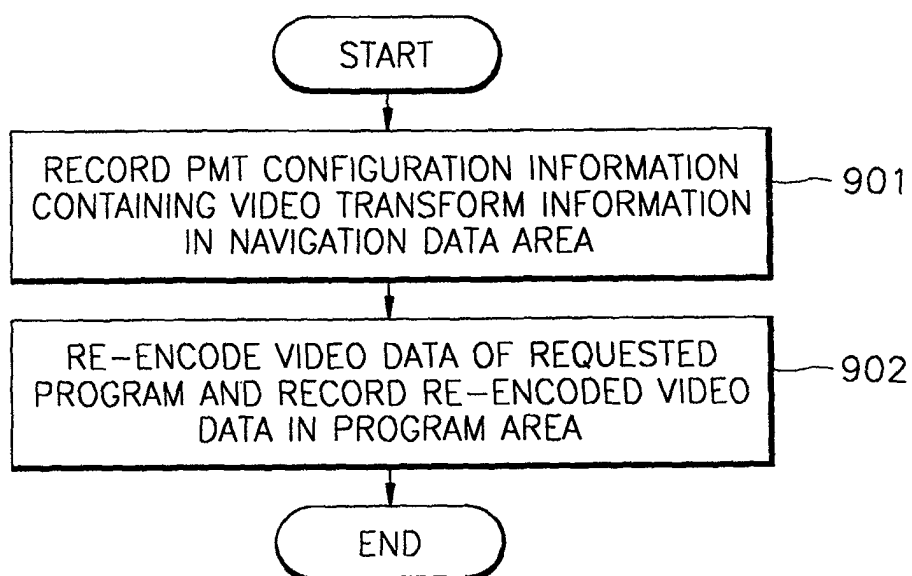 START
RECORD PMT CONFIGURATION INFORMATION
CONTAINING VIDEO TRANSFORM INFORMATION
IN NAVIGATION DATA AREA
901
RE-ENCODE VIDEO DATA OF REQUESTED
PROGRAM AND RECORD RE-ENCODED VIDEO
DATA IN PROGRAM AREA
902
END